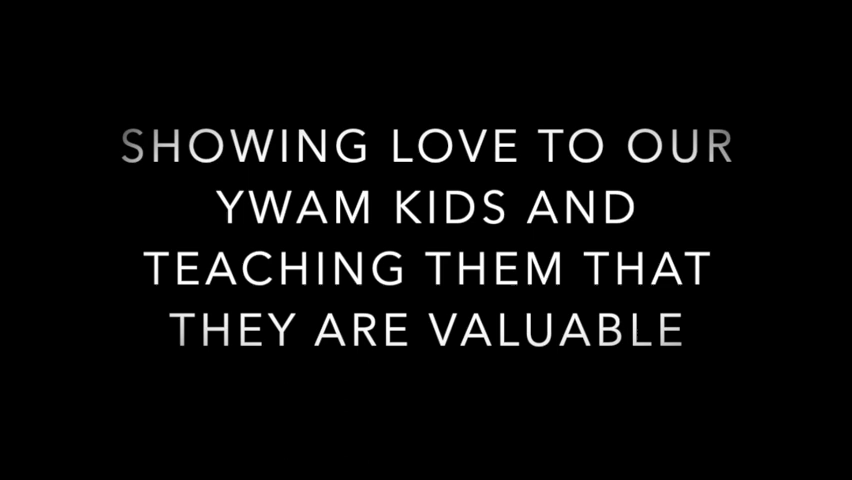 SHOWING LOVE TO OUR
YWAM KIDS AND
TEACHING THEM THAT
THEY ARE VALUABLE